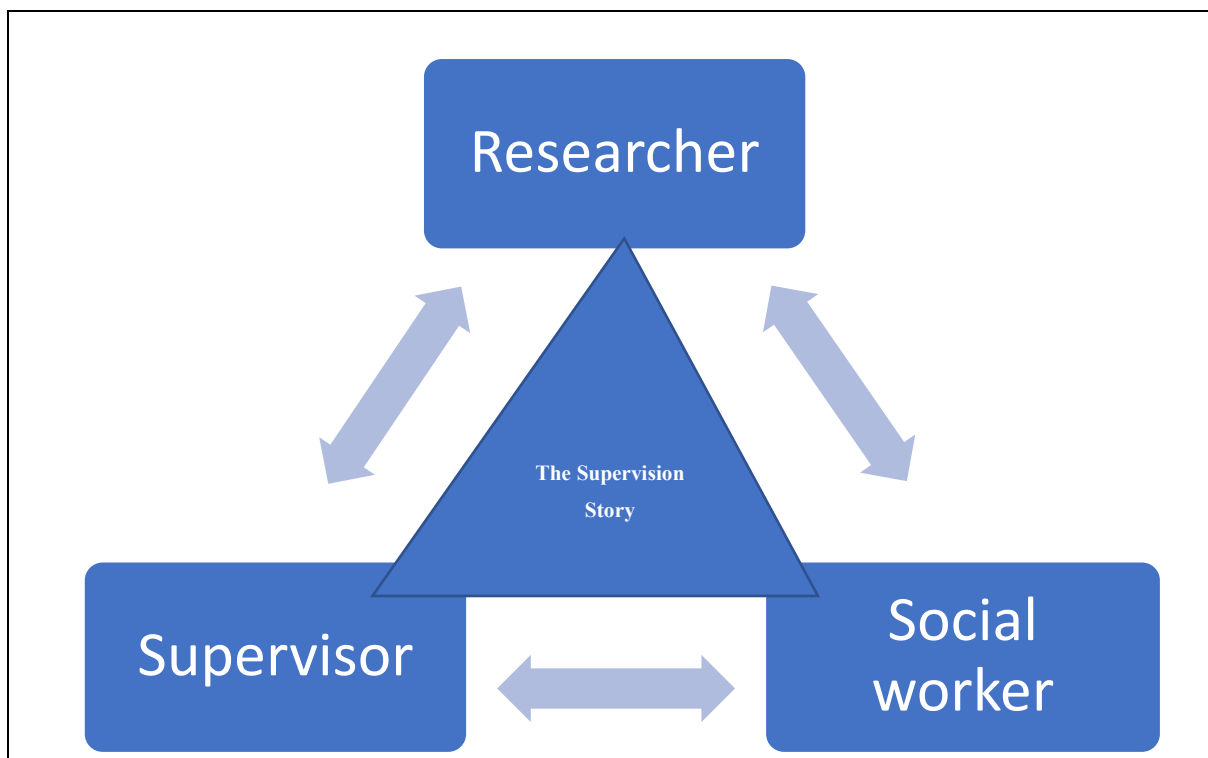 Researcher
The Supervision
Story
Supervisor
Social
worker